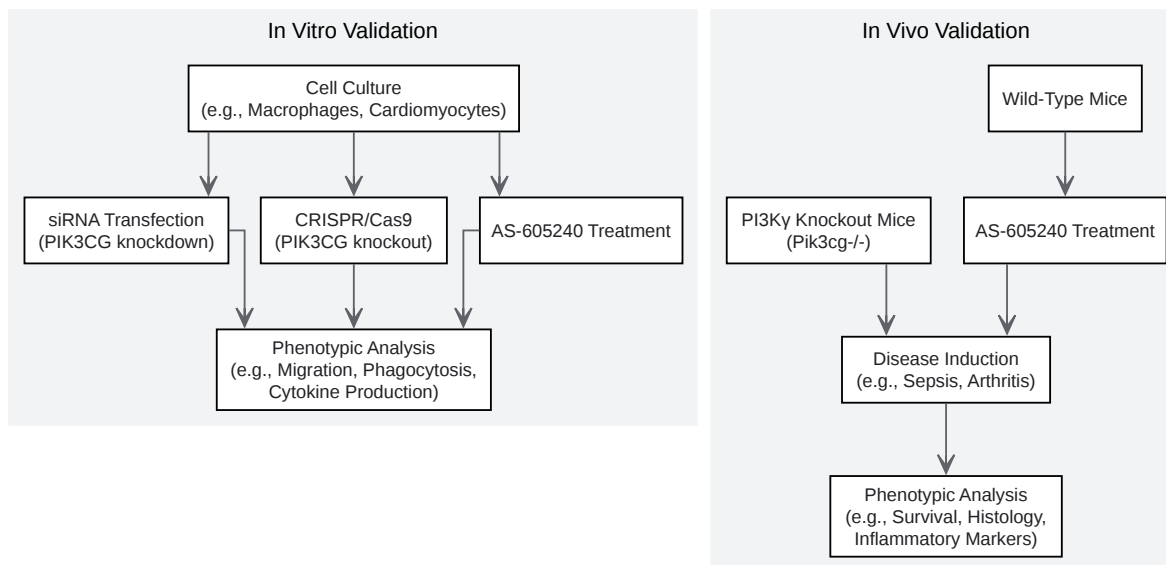 In Vitro Validation
Cell Culture
(e.g., Macrophages, Cardiomyocytes)
siRNA Transfection
(PIK3CG knockdown)
CRISPR/Cas9
(PIK3CG knockout)
AS-605240 Treatment
Phenotypic Analysis
(e.g., Migration, Phagocytosis,
Cytokine Production)
In Vivo Validation
Wild-Type Mice
PI3Kγ Knockout Mice
(Pik3cg-/-)
AS-605240 Treatment
Disease Induction
(e.g., Sepsis, Arthritis)
Phenotypic Analysis
(e.g., Survival, Histology,
Inflammatory Markers)